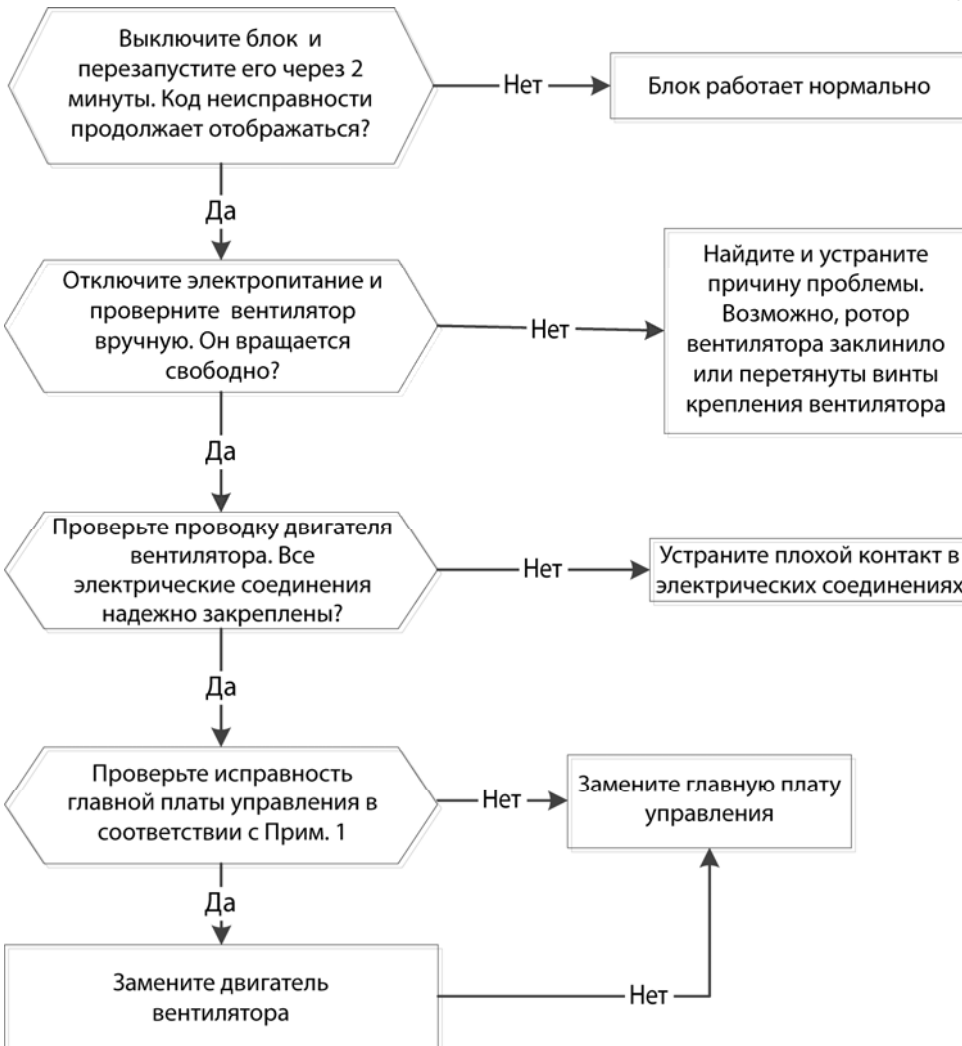 Выключите блок и
перезапустите его через 2
минуты. Код неисправности
продолжает отображаться?
Нет
Блок работает нормально
Да
Отключите электропитание и
проверните вентилятор
вручную. Он вращается
свободно?
Нет
Найдите и устраните
причину проблемы.
Возможно, ротор
вентилятора заклинило
или перетянуты винты
крепления вентилятора
Да
Проверьте проводку двигателя
вентилятора. Все
электрические соединения
надежно закреплены?
Нет
Устраните плохой контакт в
электрических соединениях
Да
Проверьте исправность
главной платы управления в
соответствии с Прим. 1
Нет
Замените главную плату
управления
Да
Замените двигатель
вентилятора
Нет